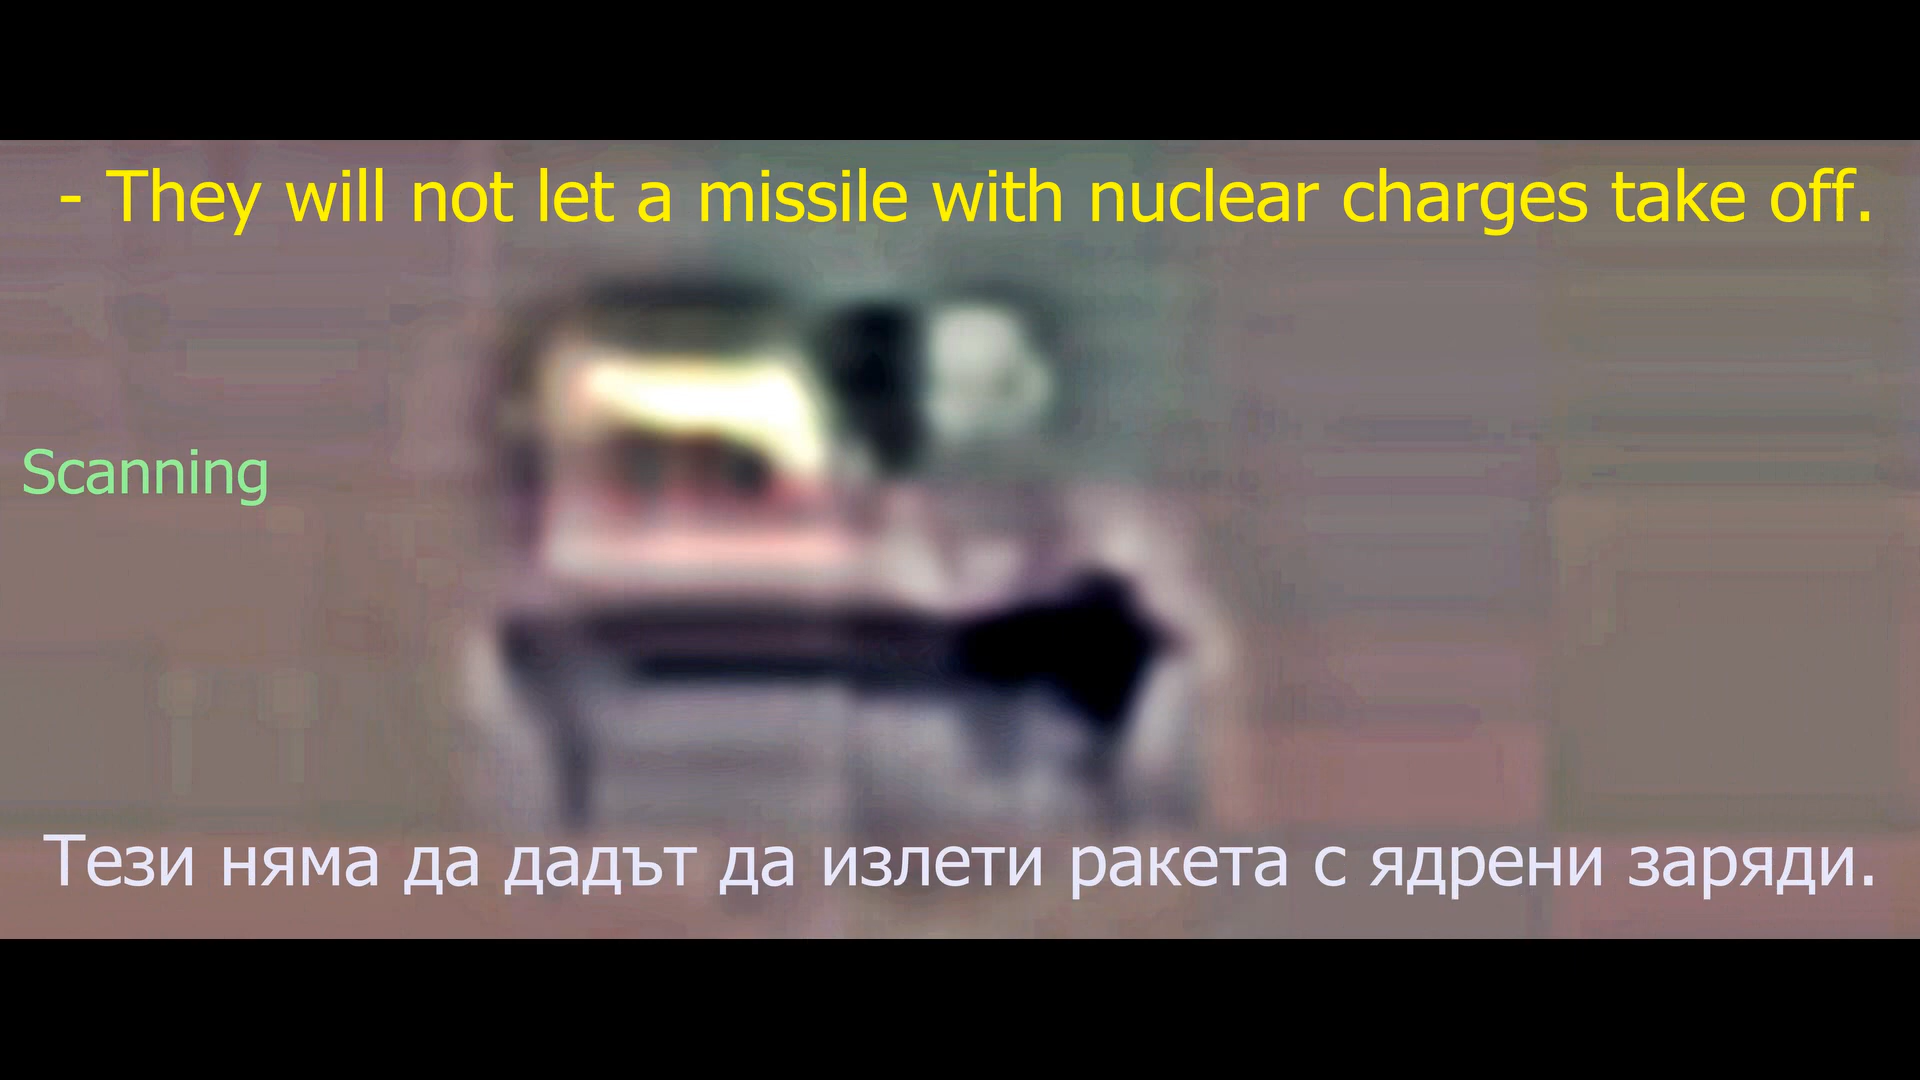 - They will not let a missile with nuclear charges take off.
Scanning
Тези няма да дадът да излети ракета с ядрени заряди.